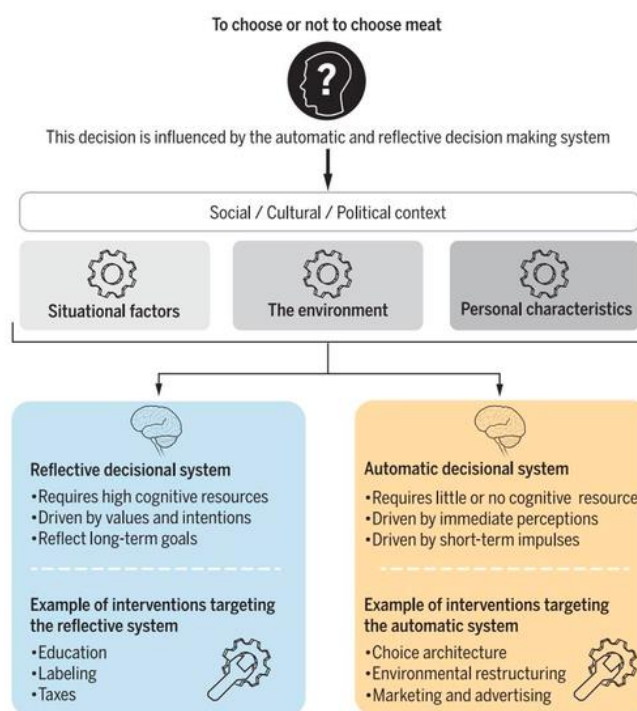 To choose or not to choose meat
?
This decision is influenced by the automatic and reflective decision making system
Social / Cultural / Political context
Situational factors
The environment
Personal characteristics
Reflective decisional system
•Requires high cognitive resources
•Driven by values and intentions
•Reflect long-term goals
Example of interventions targeting
the reflective system
•Education
•Labeling
•Taxes
Automatic decisional system
•Requires little or no cognitive resource
•Driven by immediate perceptions
•Driven by short-term impulses
Example of interventions targeting
the automatic system
•Choice architecture
•Environmental restructuring
•Marketing and advertising